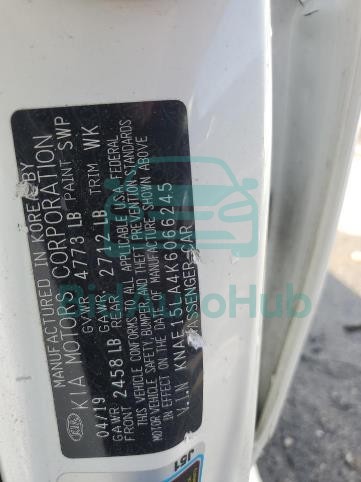 MANUFACTURED IN KOREA BY
KIA MOTORS CORPORATION
04/19 GVWR 4773 LB PAINT SWP
GAWR FRONT 2458 LB GAWR REAR 2712 LB TRIM WK
THIS VEHICLE CONFORMS TO ALL APPLICABLE U.S.A. FEDERAL
MOTOR VEHICLE SAFETY, BUMPER, AND THEFT PREVENTION STANDARDS
IN EFFECT ON THE DATE OF MANUFACTURE SHOWN ABOVE
V.I.N KNAE15LA4K6066245
PASSENGER CAR
J51
BidAutoHub